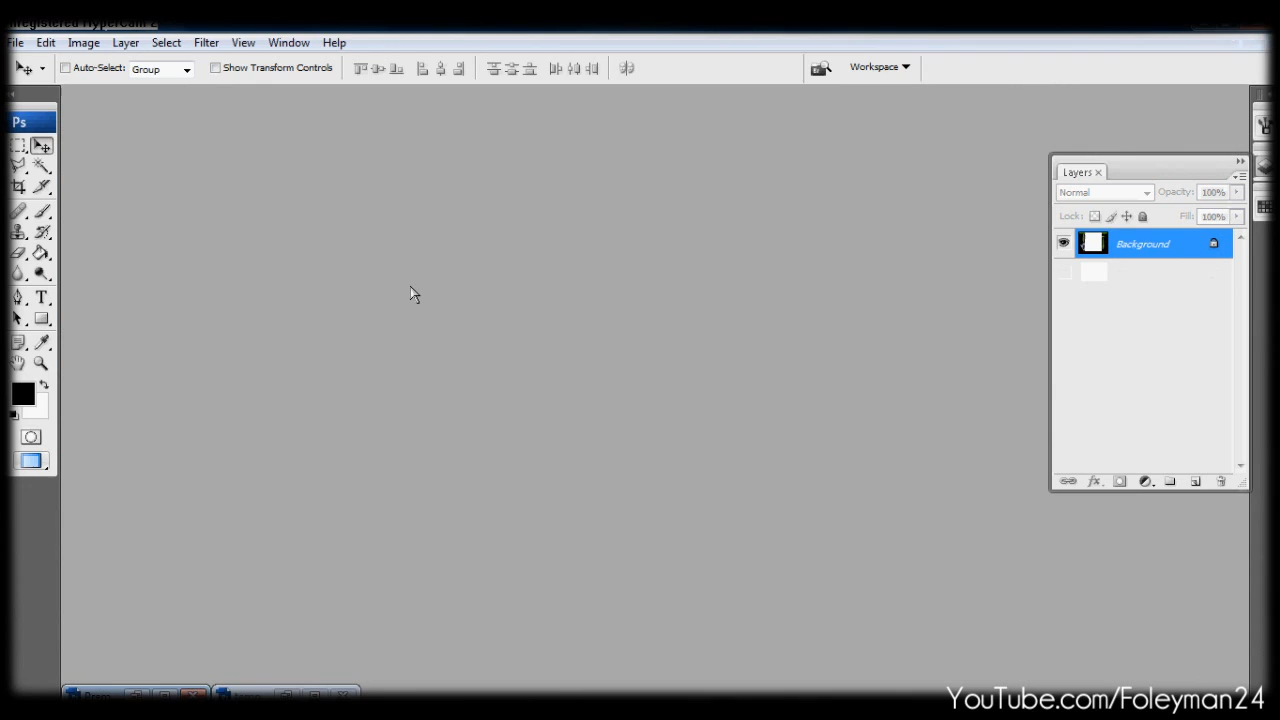 File Edit Image Layer Select Filter View Window Help
Auto-Select: Group Show Transform Controls Workspace
Ps
Layers
Normal Opacity: 100%
Lock: Fill: 100%
Background
T
YouTube.com/Foleyman24